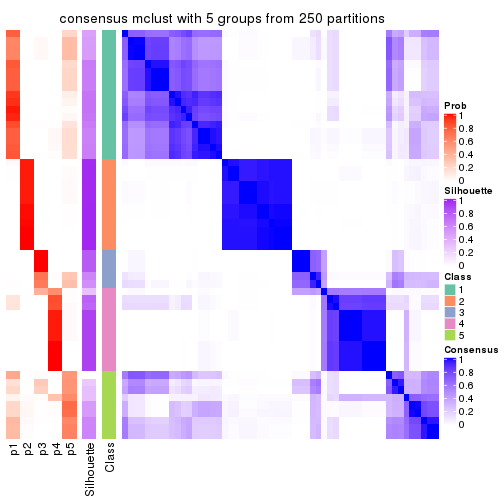 consensus mclust with 5 groups from 250 partitions
Prob
1
0.8
0.6
0.4
0.2
0
Silhouette
1
0.8
0.6
0.4
0.2
0
Class
1
2
3
4
5
Consensus
1
0.8
0.6
0.4
0.2
0
p1
p2
p3
p4
p5
Silhouette
Class